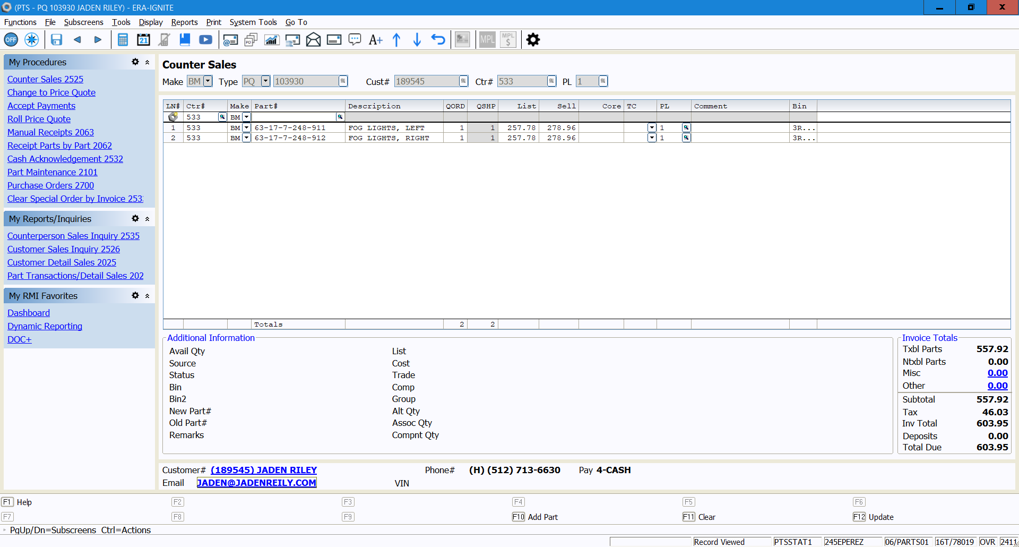 (PTS - PQ 103930 JADEN RILEY) - ERA-IGNITE
Functions File Subscreens Tools Display Reports Print System Tools Go To
OFF 21 A+ MPL MPL $
My Procedures
Counter Sales 2525
Change to Price Quote
Accept Payments
Roll Price Quote
Manual Receipts 2063
Receipt Parts by Part 2062
Cash Acknowledgement 2532
Part Maintenance 2101
Purchase Orders 2700
Clear Special Order by Invoice 253
My Reports/Inquiries
Counterperson Sales Inquiry 2535
Customer Sales Inquiry 2526
Customer Detail Sales 2025
Part Transactions/Detail Sales 202
My RMI Favorites
Dashboard
Dynamic Reporting
DOC+
Counter Sales
Make BM Type PQ 103930 Cust# 189545 Ctr# 533 PL 1
LN# Ctr# Make Part# Description QORD QSHP List Sell Core TC PL Comment Bin
533 BM
1 533 BM 63-17-7-248-911 FOG LIGHTS, LEFT 1 1 257.78 278.96 1 3R...
2 533 BM 63-17-7-248-912 FOG LIGHTS, RIGHT 1 1 257.78 278.96 1 3R...
Totals 2 2
Additional Information
Avail Qty List
Source Cost
Status Trade
Bin Comp
Bin2 Group
New Part# Alt Qty
Old Part# Assoc Qty
Remarks Compnt Qty
Invoice Totals
Txbl Parts 557.92
Ntxbl Parts 0.00
Misc 0.00
Other 0.00
Subtotal 557.92
Tax 46.03
Inv Total 603.95
Deposits 0.00
Total Due 603.95
Customer# (189545) JADEN RILEY Phone# (H) (512) 713-6630 Pay 4-CASH
Email JADEN@JADENREILY.COM VIN
F1 Help F2 F3 F4 F5 F6
F7 F8 F9 F10 Add Part F11 Clear F12 Update
- PgUp/Dn=Subscreens Ctrl=Actions
Record Viewed PTSSTAT1 245EPEREZ 06/PARTS01 16T/78019 OVR 2411